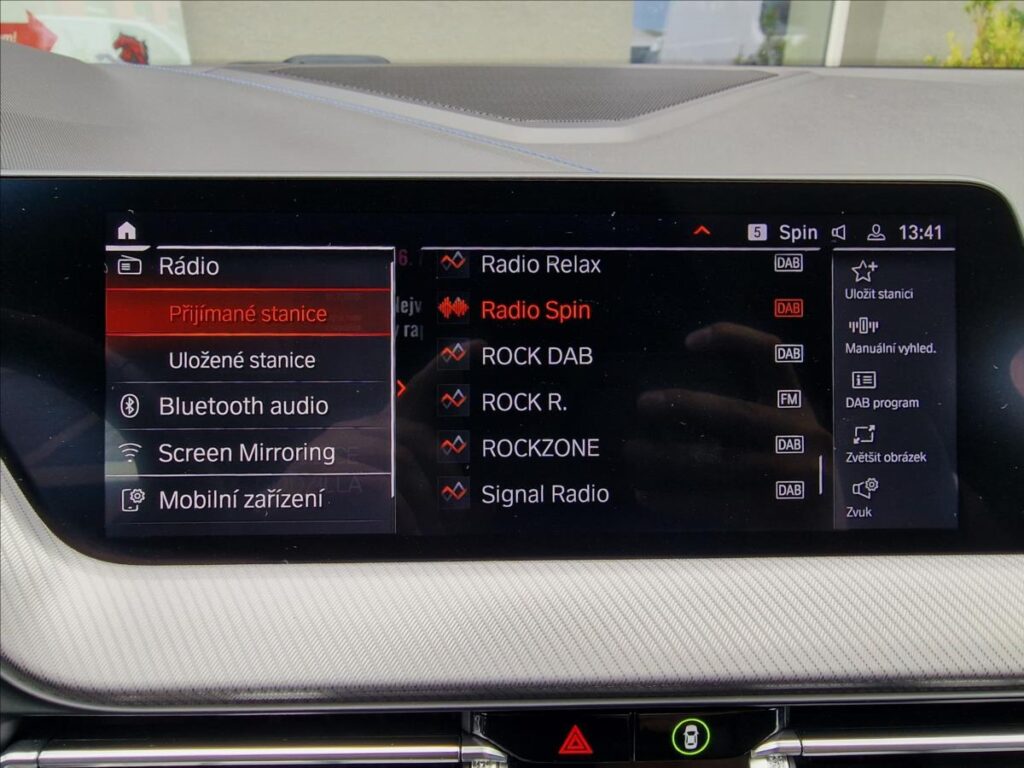 5 Spin 13:41
Rádio
Přijímané stanice
Uložené stanice
Bluetooth audio
Screen Mirroring
Mobilní zařízení
Radio Relax DAB
Radio Spin DAB
ROCK DAB DAB
ROCK R. FM
ROCKZONE DAB
Signal Radio DAB
Uložit stanici
Manuální vyhled.
DAB program
Zvětšit obrázek
Zvuk